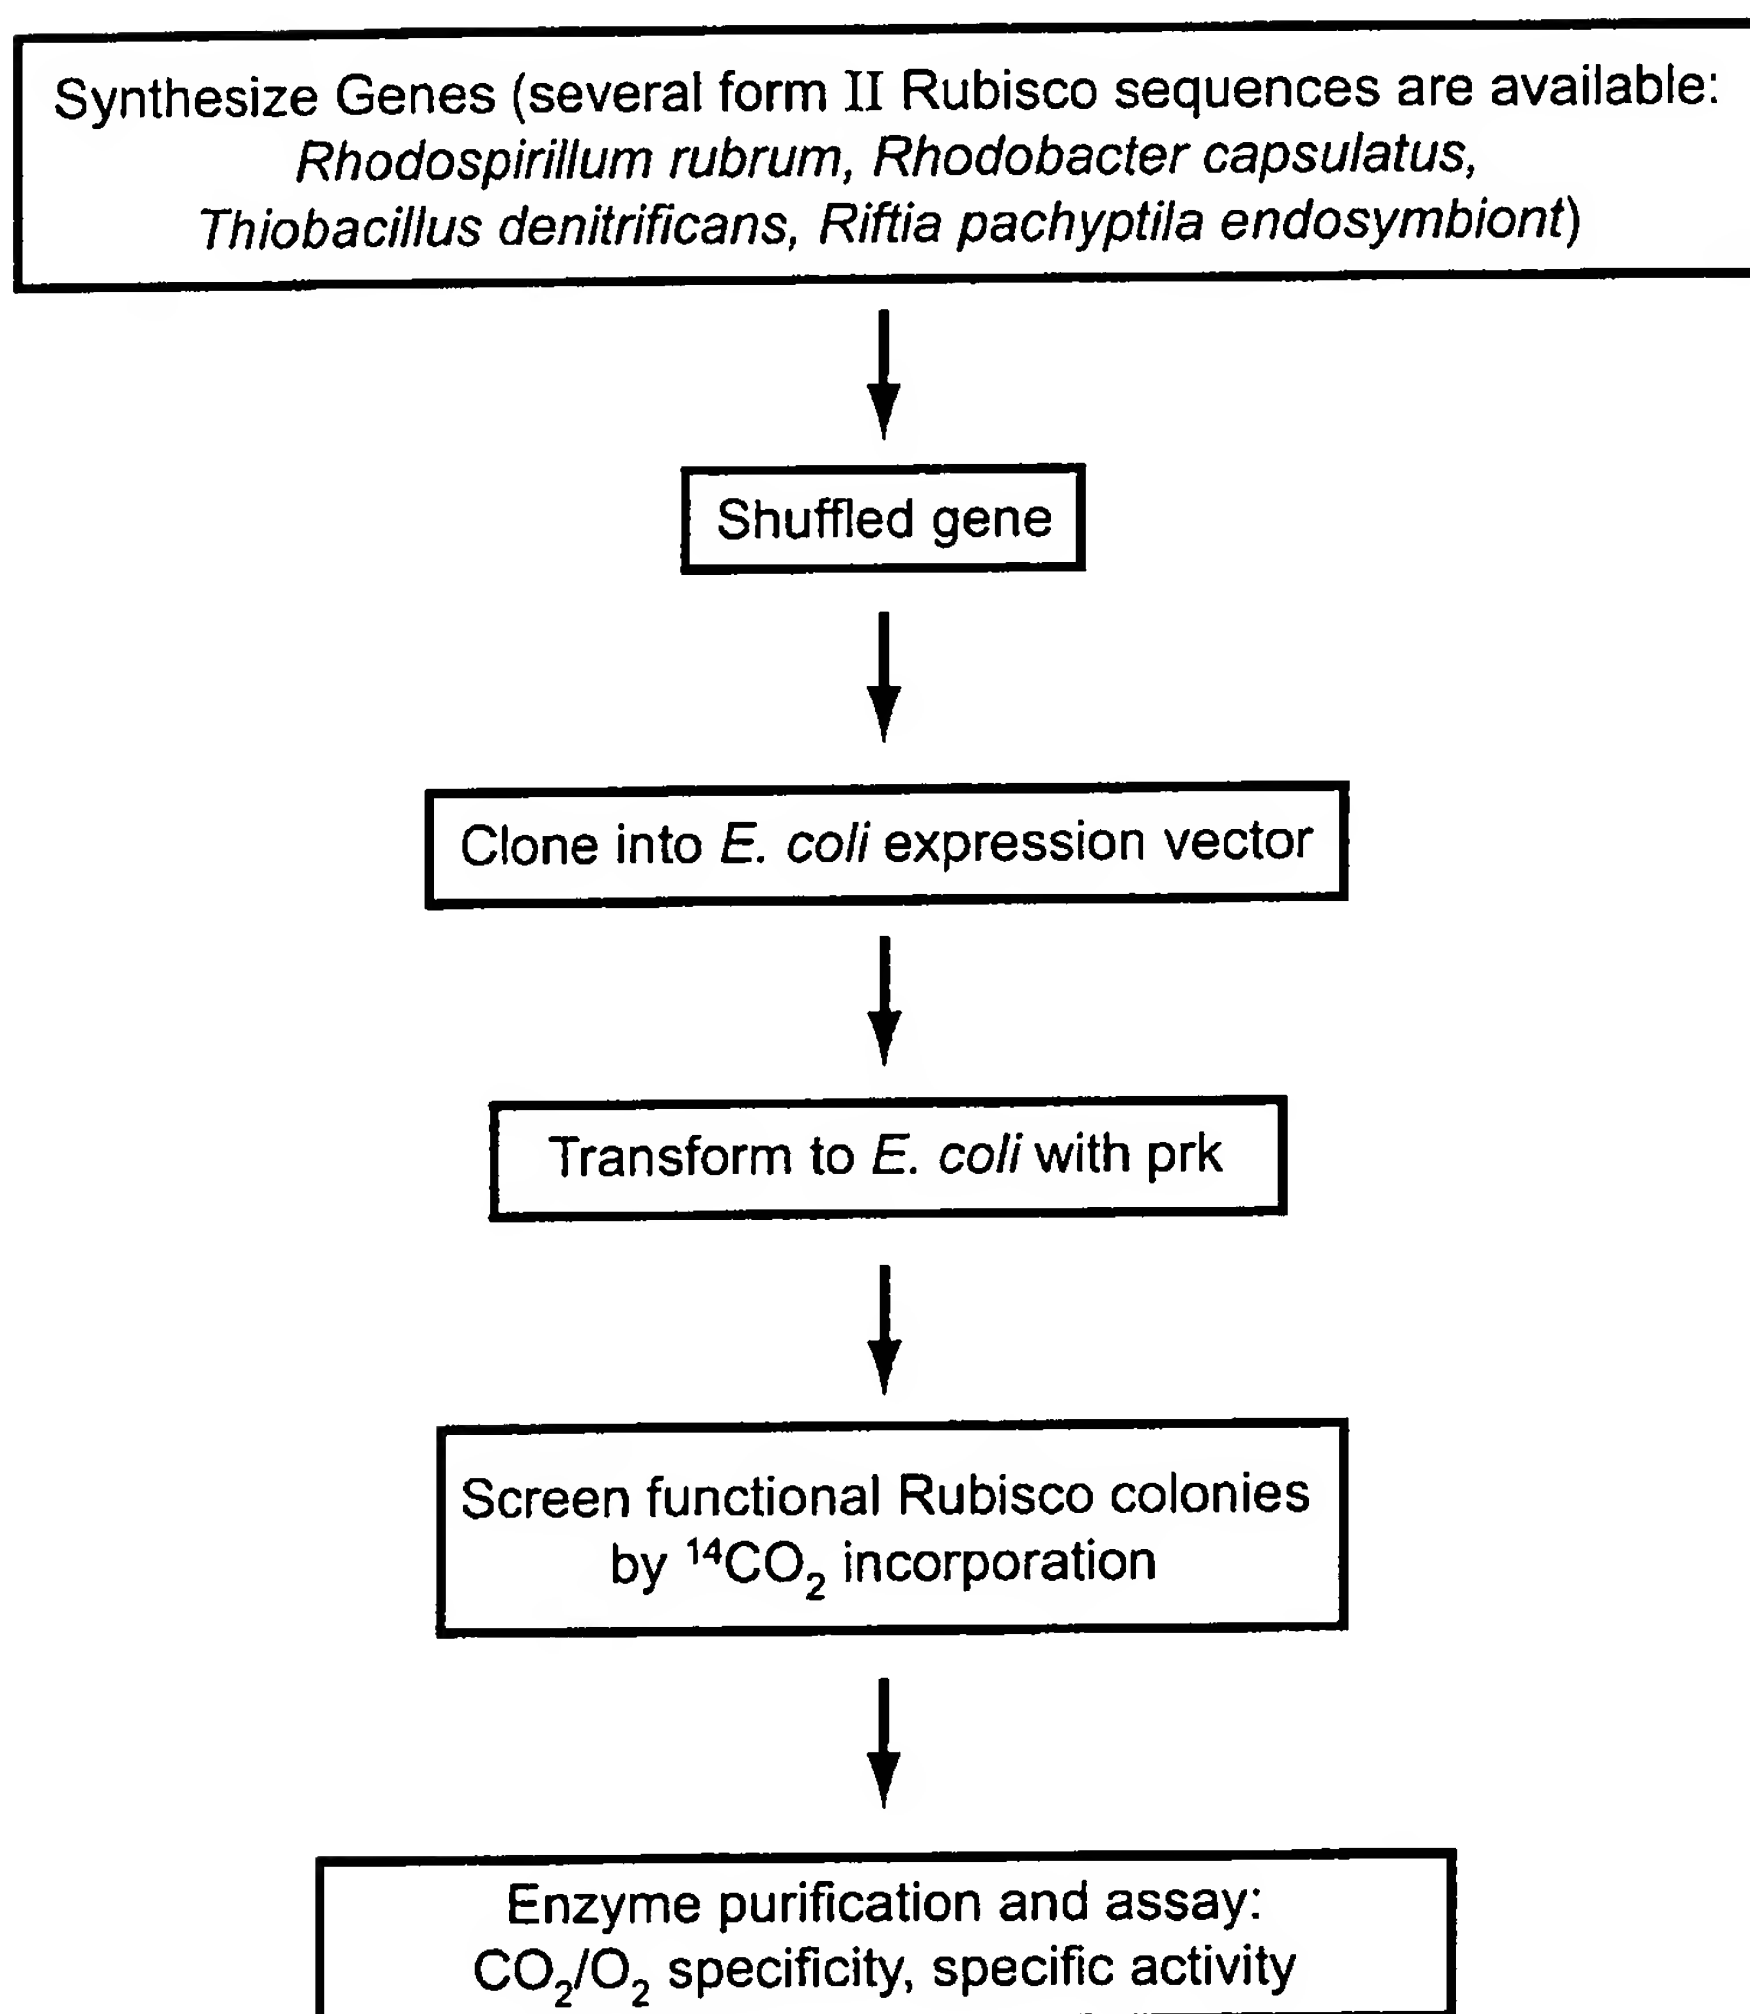 Synthesize Genes (several form II Rubisco sequences are available:
Rhodospirillum rubrum, Rhodobacter capsulatus,
Thiobacillus denitrificans, Riftia pachyptila endosymbiont)
Shuffled gene
Clone into E. coli expression vector
Transform to E. coli with prk
Screen functional Rubisco colonies
by ¹⁴CO₂ incorporation
Enzyme purification and assay:
CO₂/O₂ specificity, specific activity